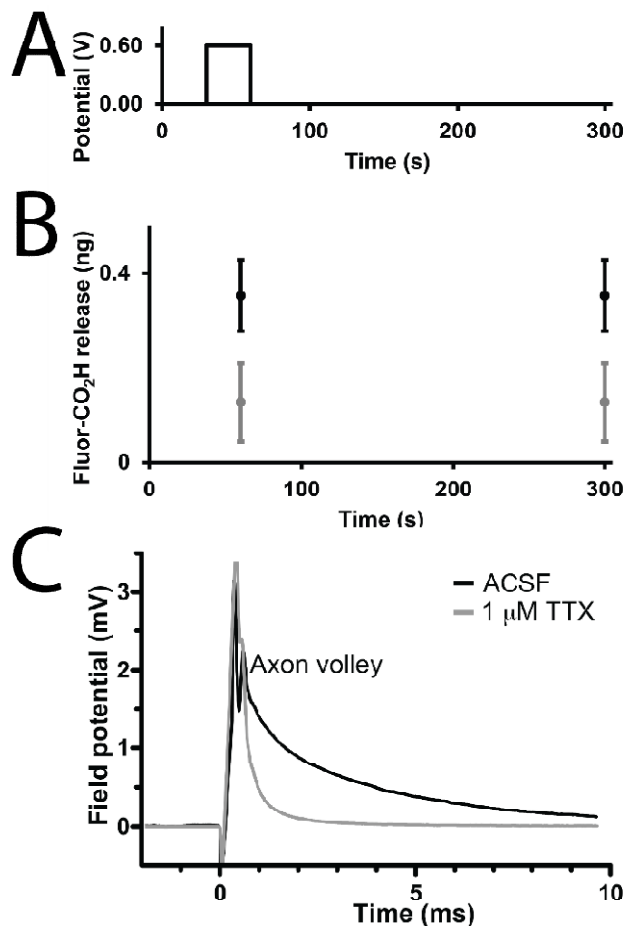 A
Potential (V)
0.60
0.00
0
100
200
300
Time (s)
B
Fluor-CO₂H release (ng)
0.4
0
0
100
200
300
Time (s)
C
Field potential (mV)
3
2
1
0
ACSF
1 μM TTX
Axon volley
0
5
10
Time (ms)